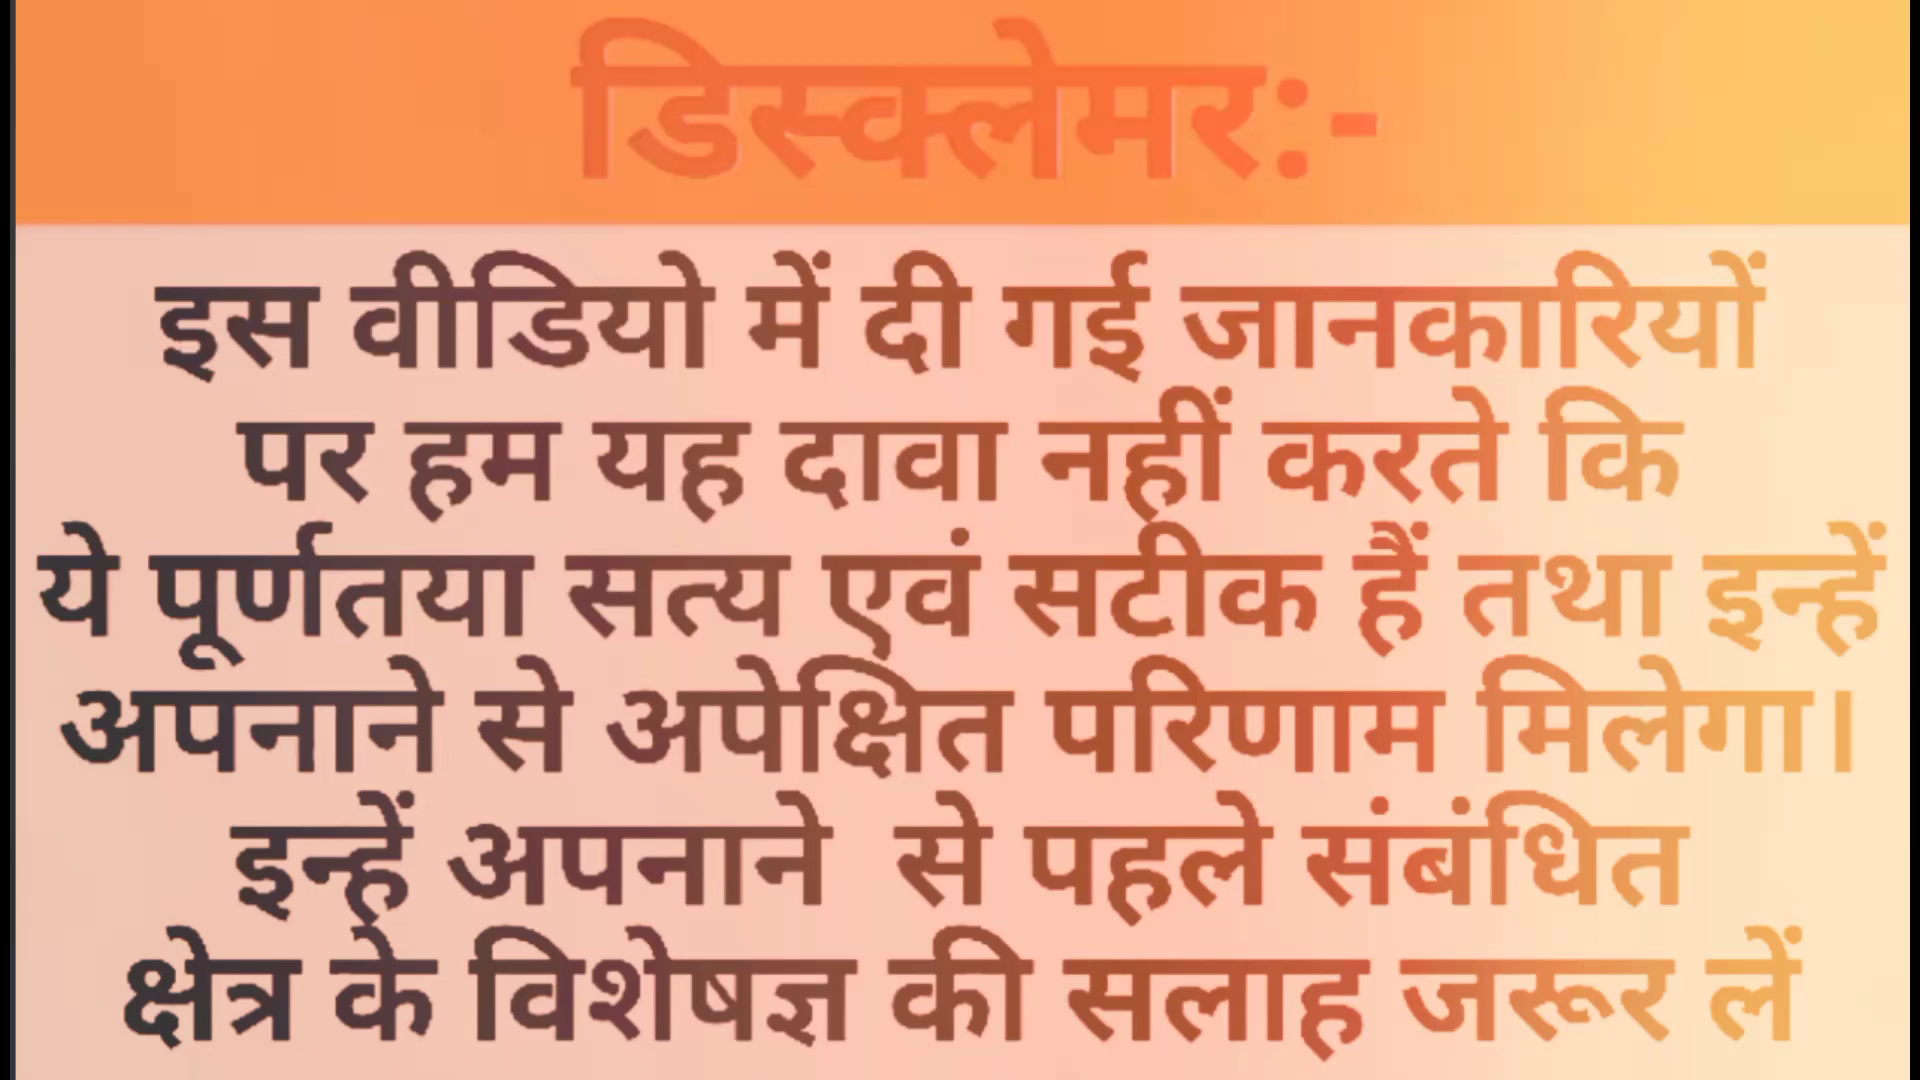 डिस्क्लेमर:-
इस वीडियो में दी गई जानकारियों
पर हम यह दावा नहीं करते कि
ये पूर्णतया सत्य एवं सटीक हैं तथा इन्हें
अपनाने से अपेक्षित परिणाम मिलेगा।
इन्हें अपनाने  से पहले संबंधित
क्षेत्र के विशेषज्ञ की सलाह जरूर लें